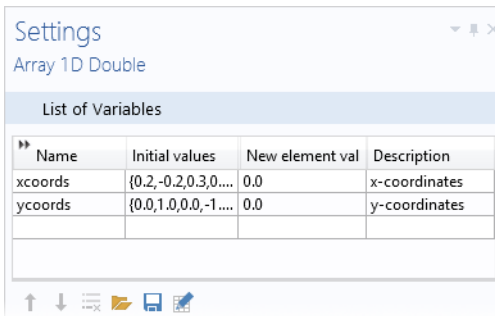 Settings
Array 1D Double
List of Variables
Name Initial values New element val Description
xcoords {0.2,-0.2,0.3,0.... 0.0 x-coordinates
ycoords {0.0,1.0,0.0,-1.... 0.0 y-coordinates